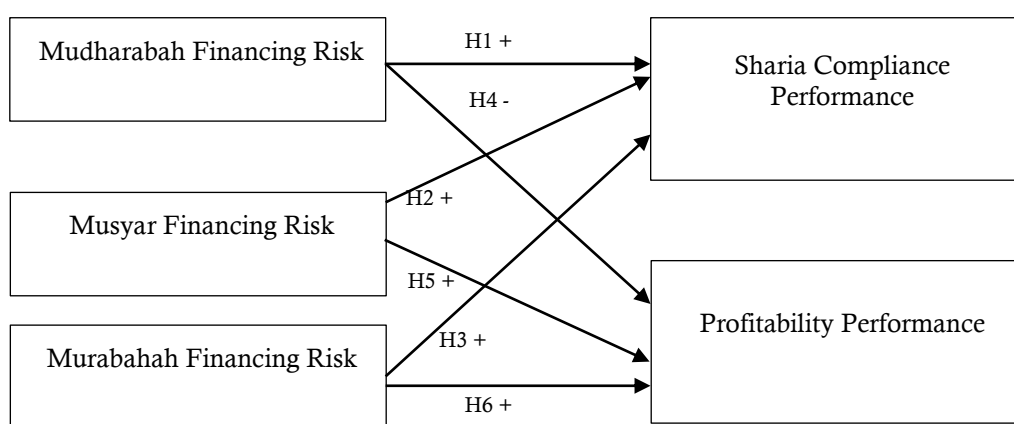 Mudharabah Financing Risk
H1 +
Sharia Compliance
Performance
H4 -
H2 +
Musyar Financing Risk
H5 +
Profitability Performance
H3 +
Murabahah Financing Risk
H6 +